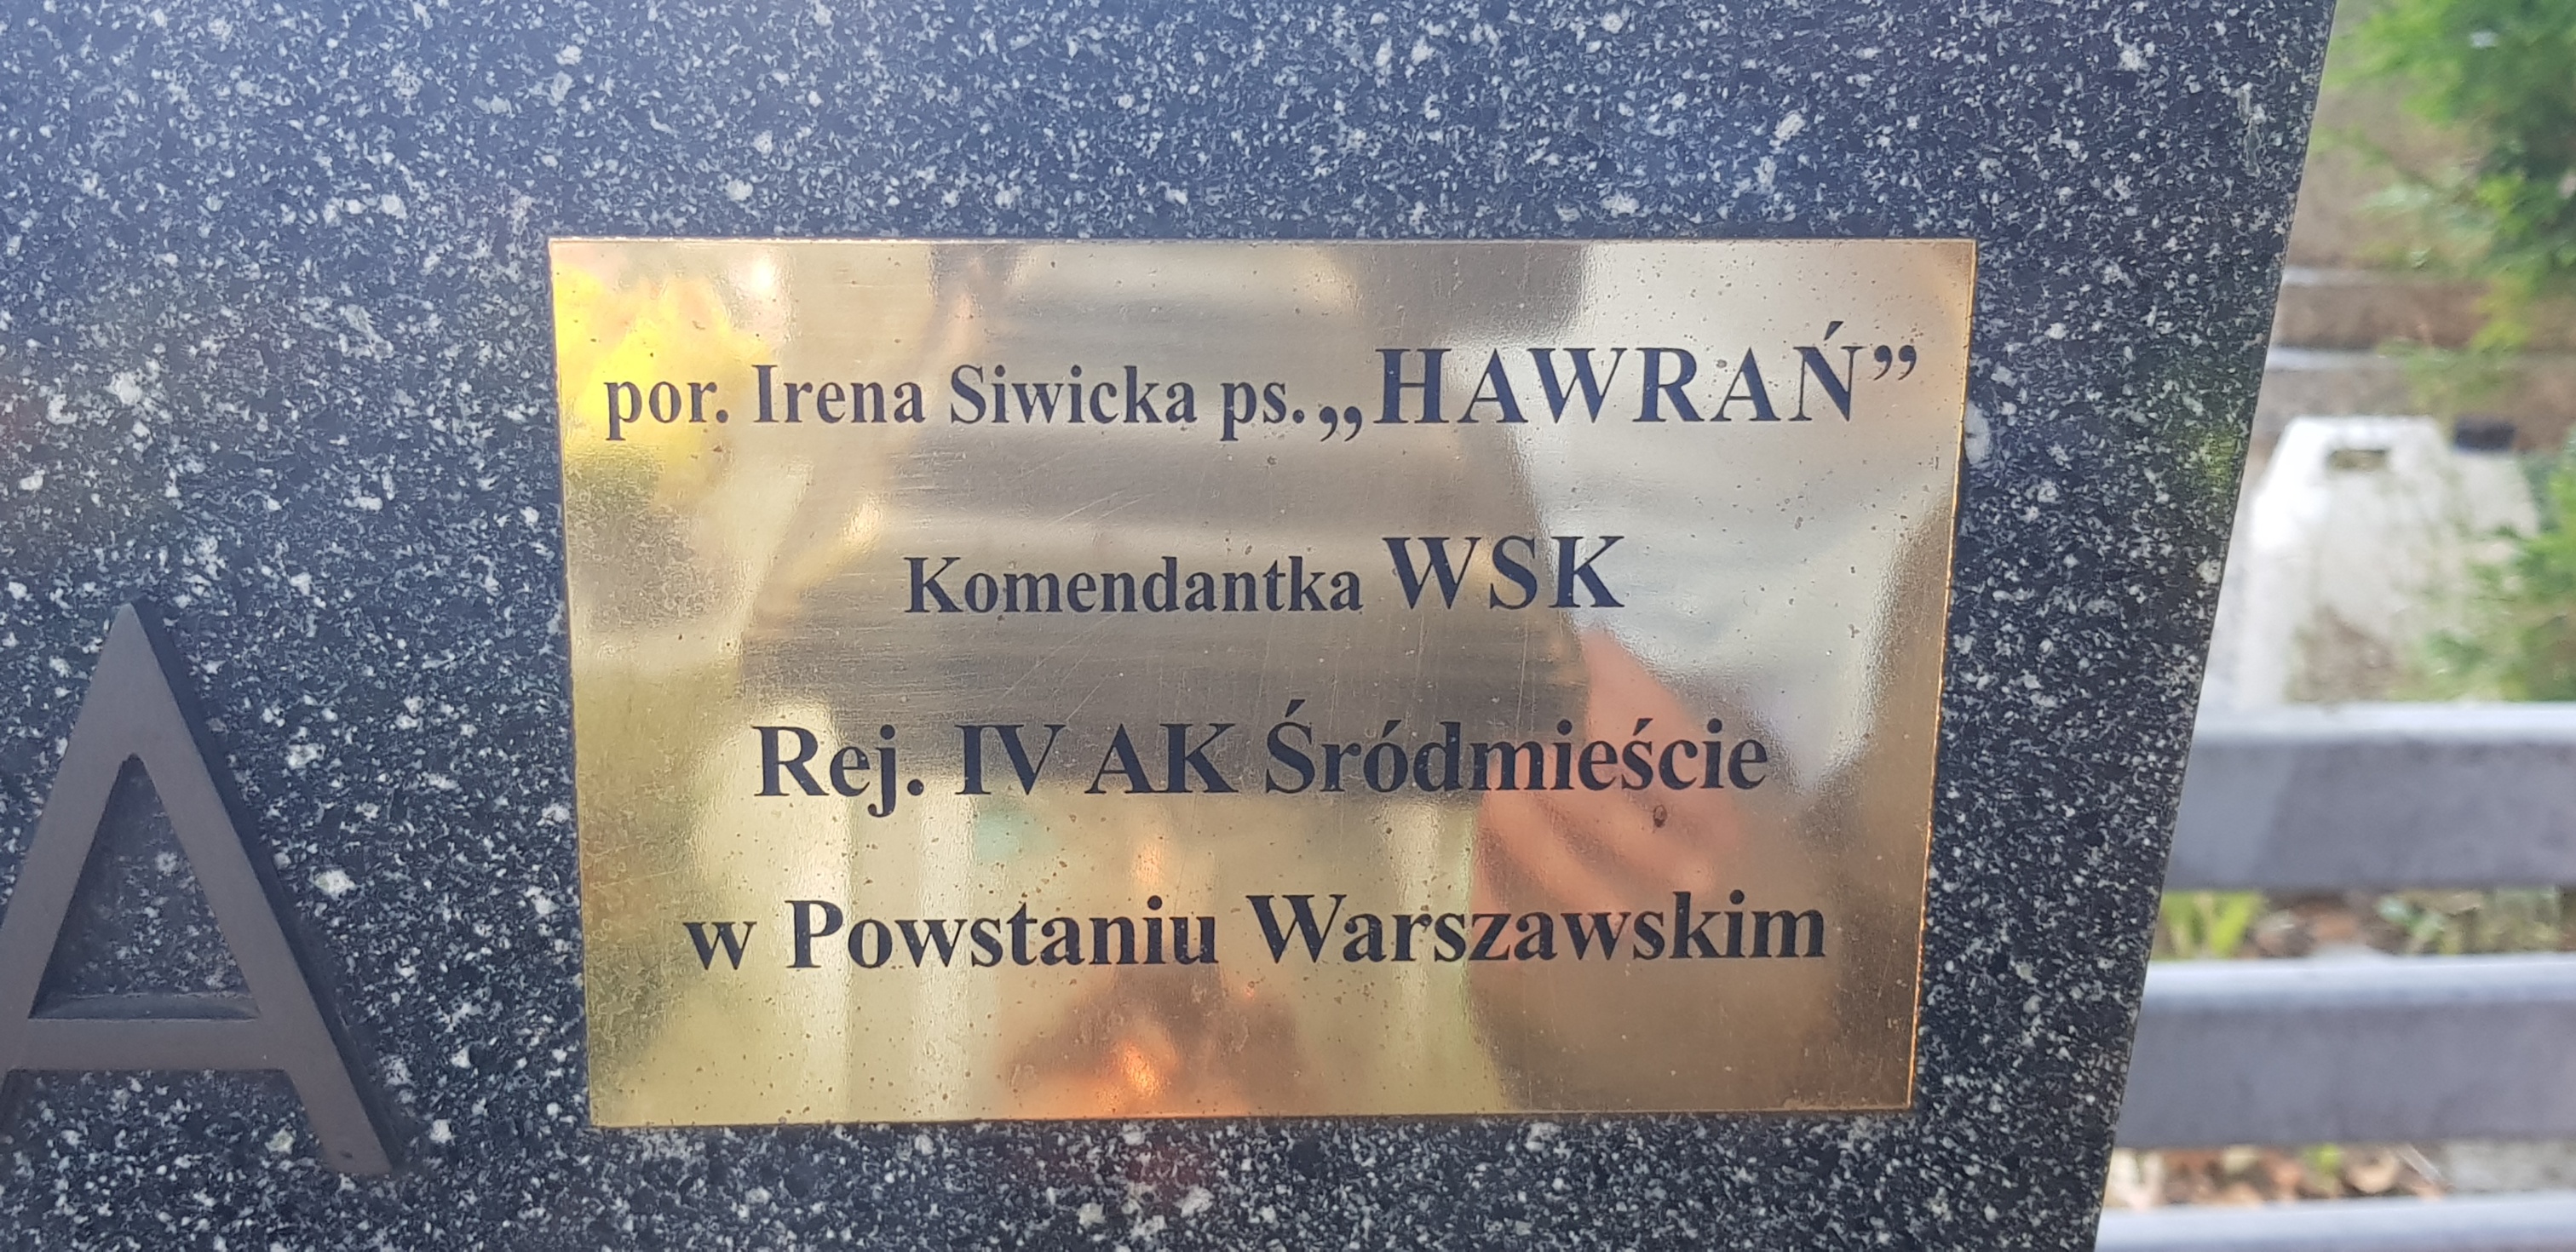 por. Irena Siwicka ps. „HAWRAŃ”
Komendantka WSK
Rej. IV AK Śródmieście
w Powstaniu Warszawskim
A